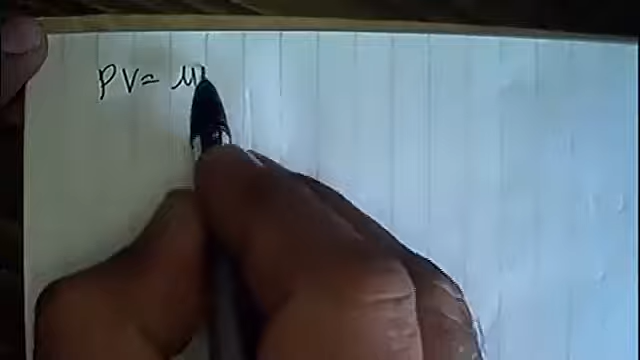 PV = μ